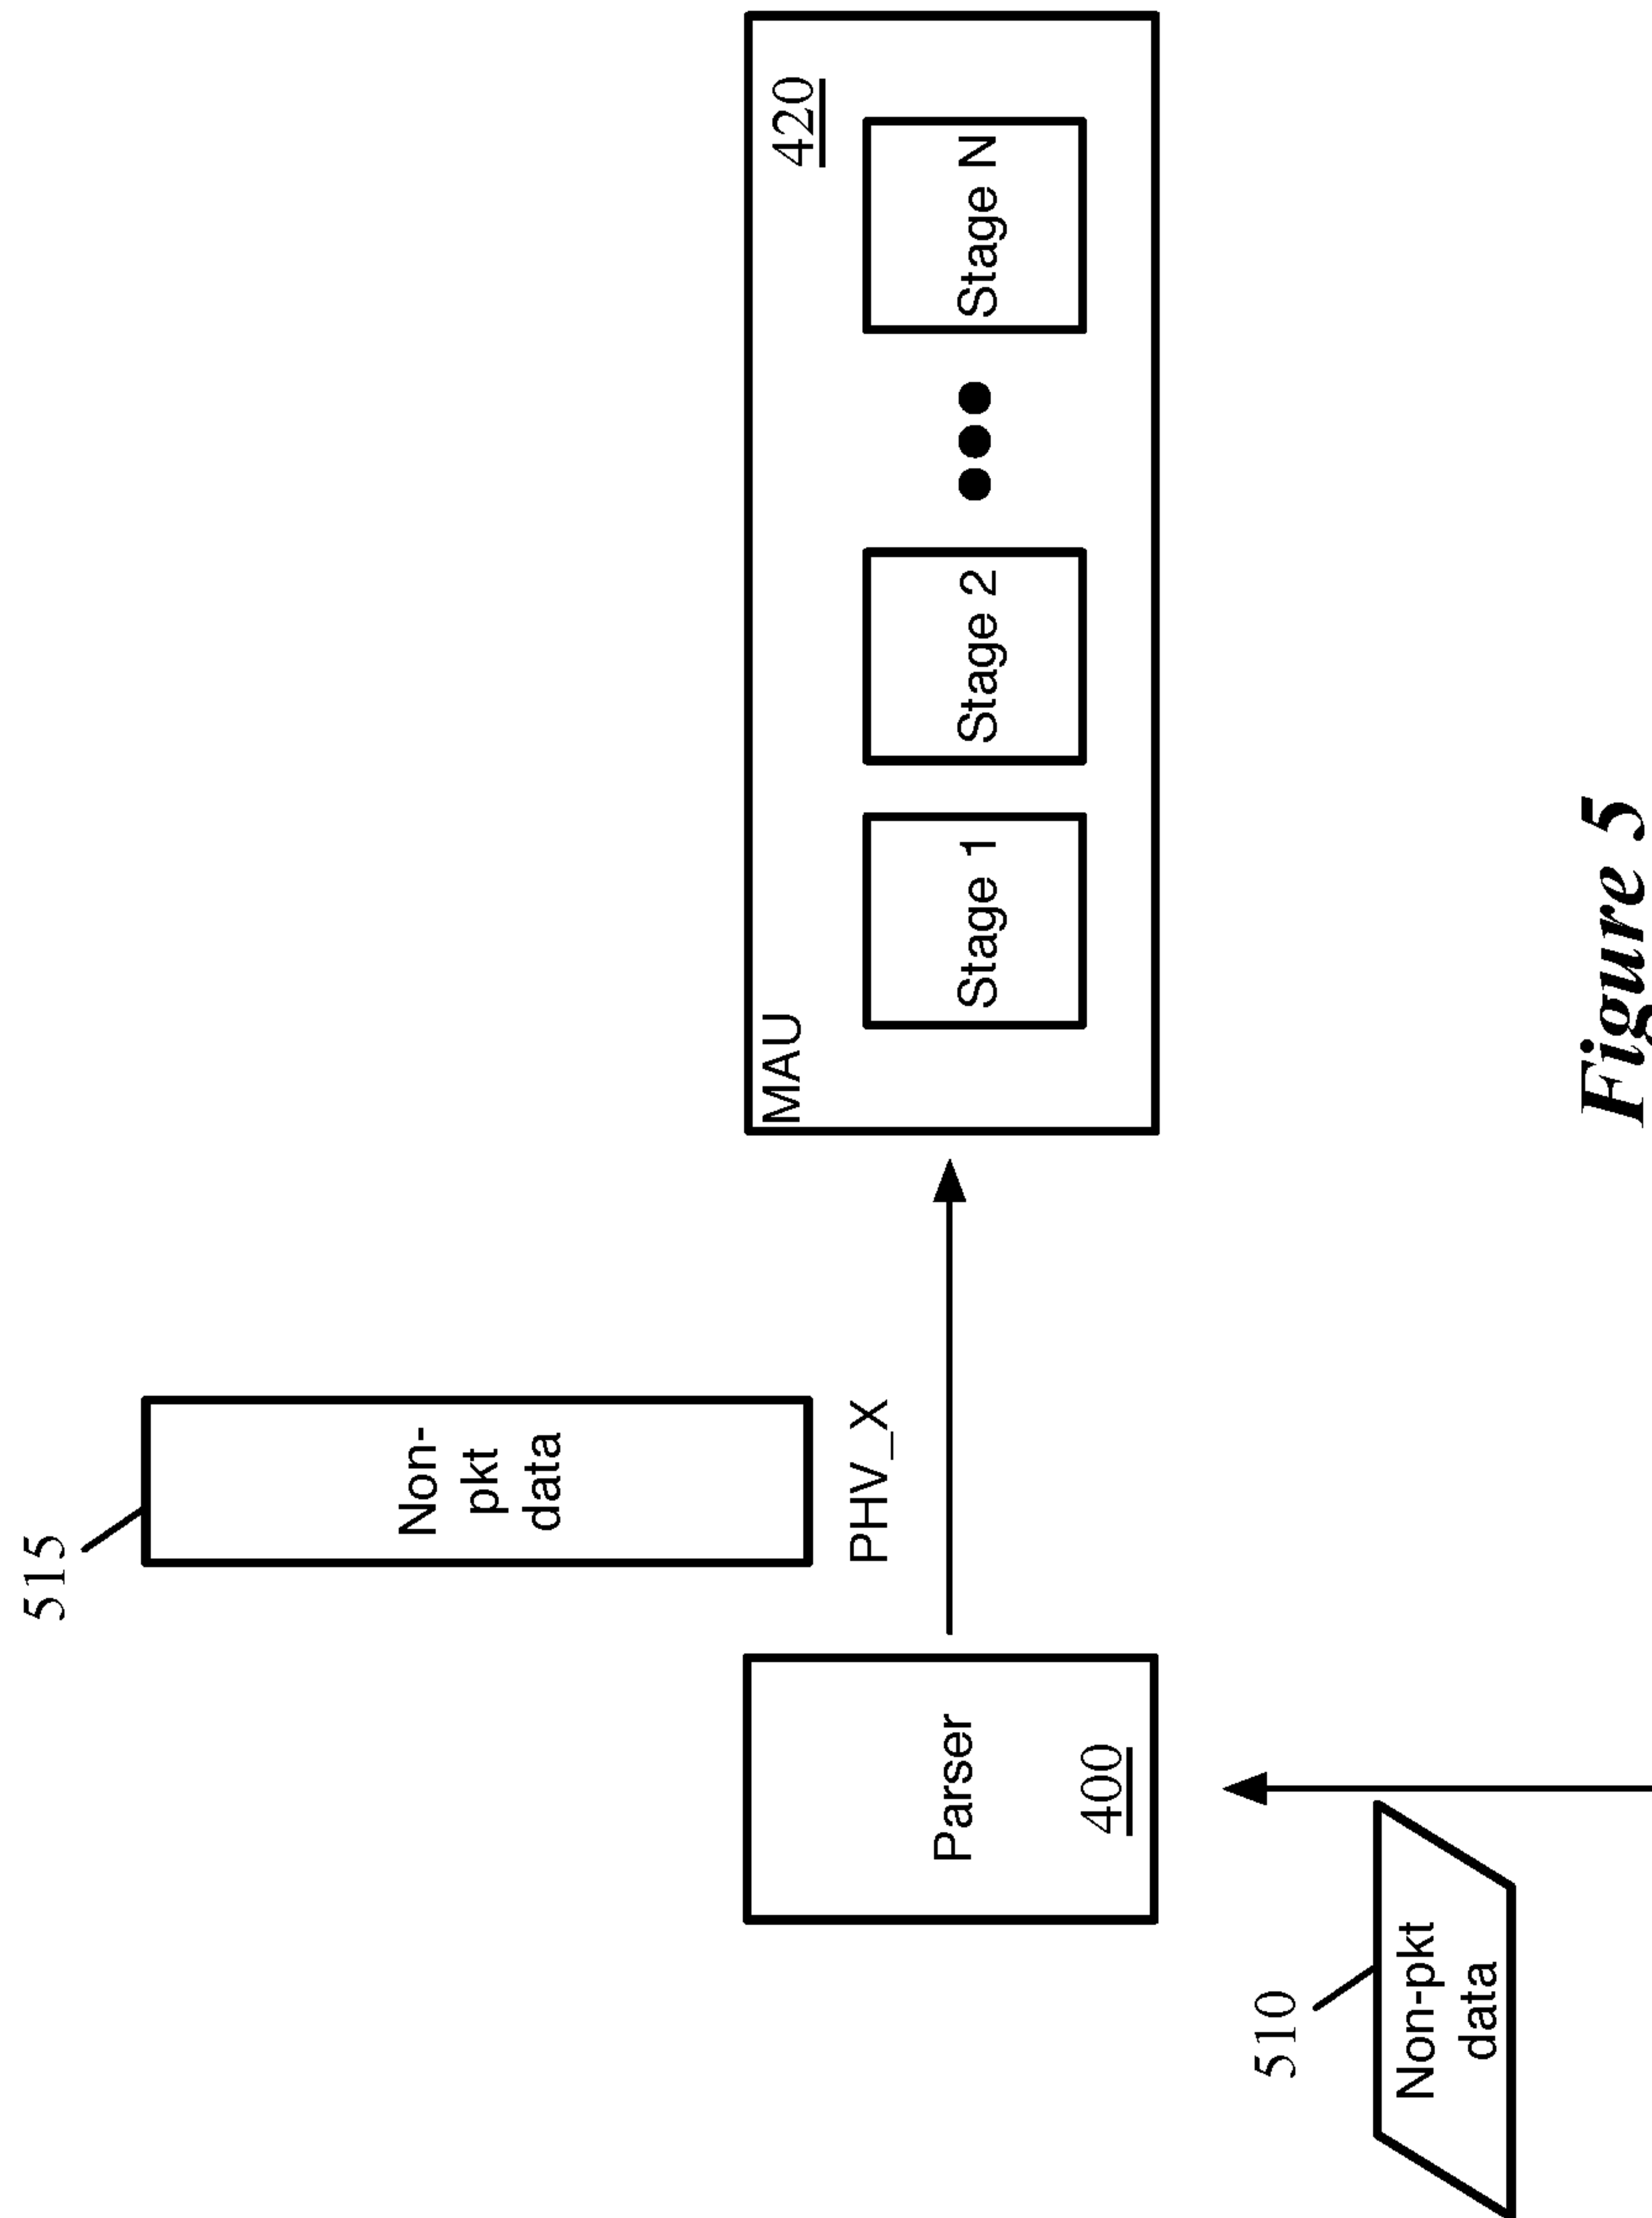 515
Non-
pkt
data
PHV_X
MAU
420
Stage 1
Stage 2
Stage N
Parser
400
510
Non-pkt
data
Figure 5